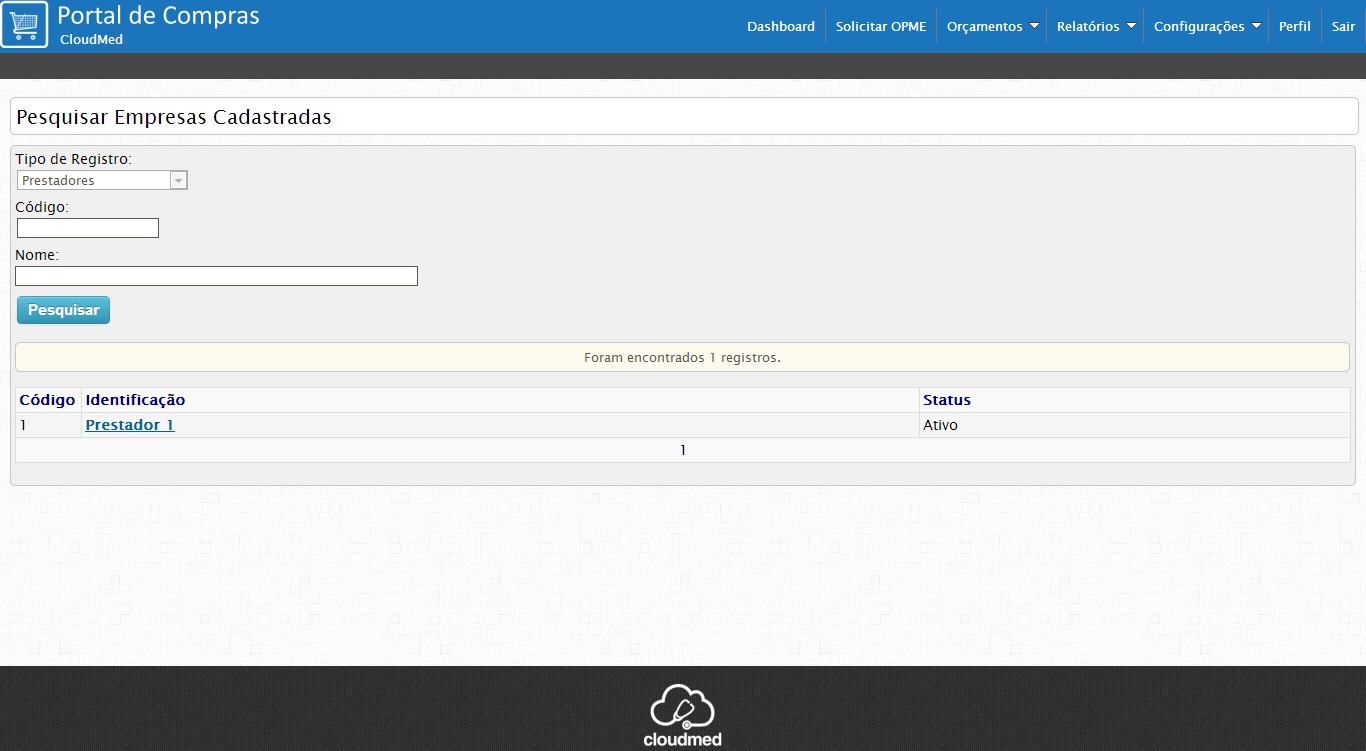 Portal de Compras
CloudMed
Dashboard Solicitar OPME Orçamentos Relatórios Configurações Perfil Sair
Pesquisar Empresas Cadastradas
Tipo de Registro:
Prestadores
Código:
Nome:
Pesquisar
Foram encontrados 1 registros.
Código Identificação Status
1 Prestador 1 Ativo
1
cloudmed